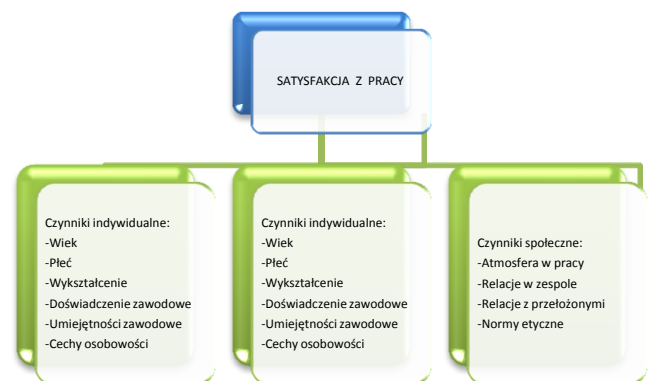 SATYSFAKCJA Z PRACY
Czynniki indywidualne:
-Wiek
-Płeć
-Wykształcenie
-Doświadczenie zawodowe
-Umiejętności zawodowe
-Cechy osobowości
Czynniki indywidualne:
-Wiek
-Płeć
-Wykształcenie
-Doświadczenie zawodowe
-Umiejętności zawodowe
-Cechy osobowości
Czynniki społeczne:
-Atmosfera w pracy
-Relacje w zespole
-Relacje z przełożonymi
-Normy etyczne